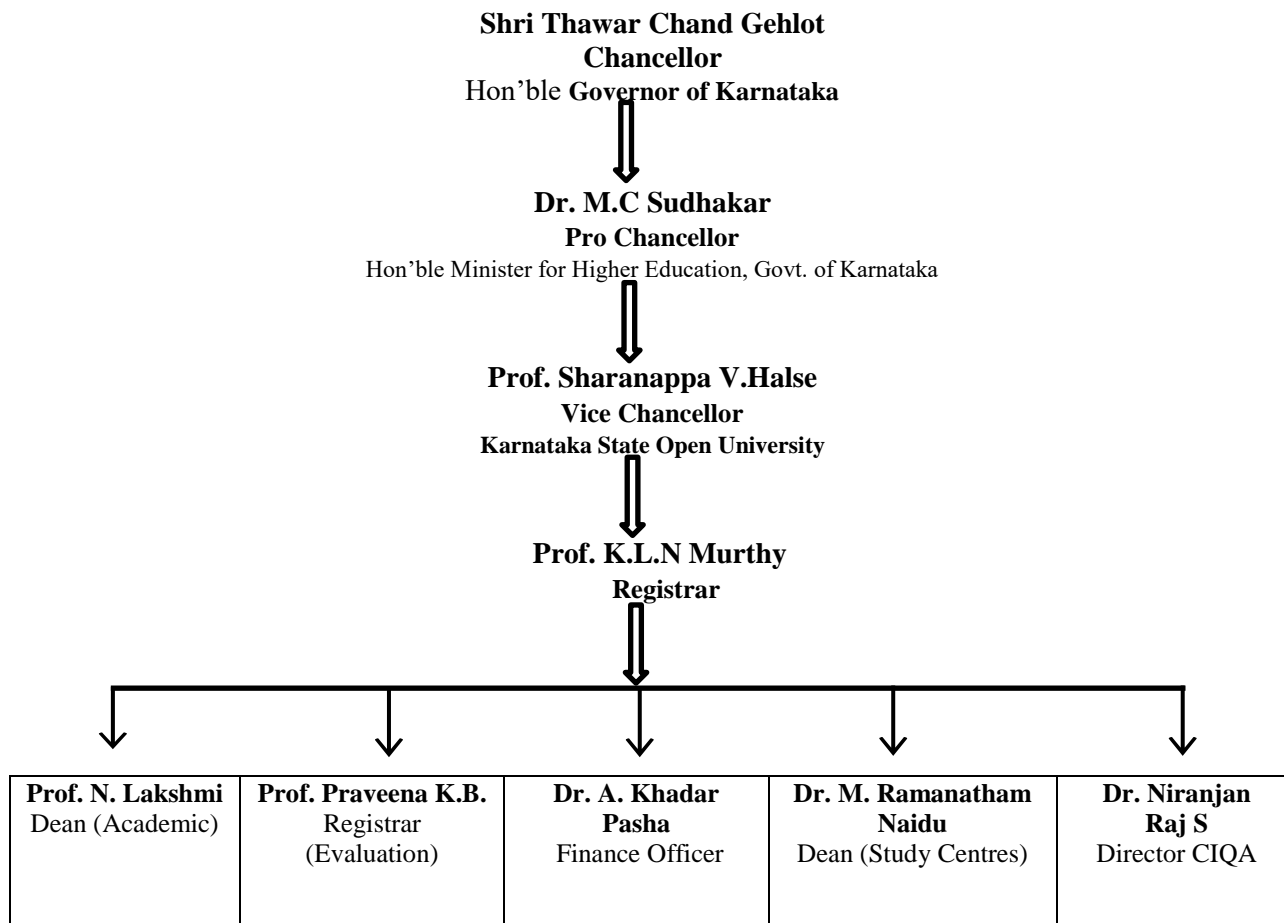 Shri Thawar Chand Gehlot
Chancellor
Hon’ble Governor of Karnataka
Dr. M.C Sudhakar
Pro Chancellor
Hon’ble Minister for Higher Education, Govt. of Karnataka
Prof. Sharanappa V.Halse
Vice Chancellor
Karnataka State Open University
Prof. K.L.N Murthy
Registrar
Prof. N. Lakshmi
Dean (Academic)
Prof. Praveena K.B.
Registrar
(Evaluation)
Dr. A. Khadar
Pasha
Finance Officer
Dr. M. Ramanatham
Naidu
Dean (Study Centres)
Dr. Niranjan
Raj S
Director CIQA